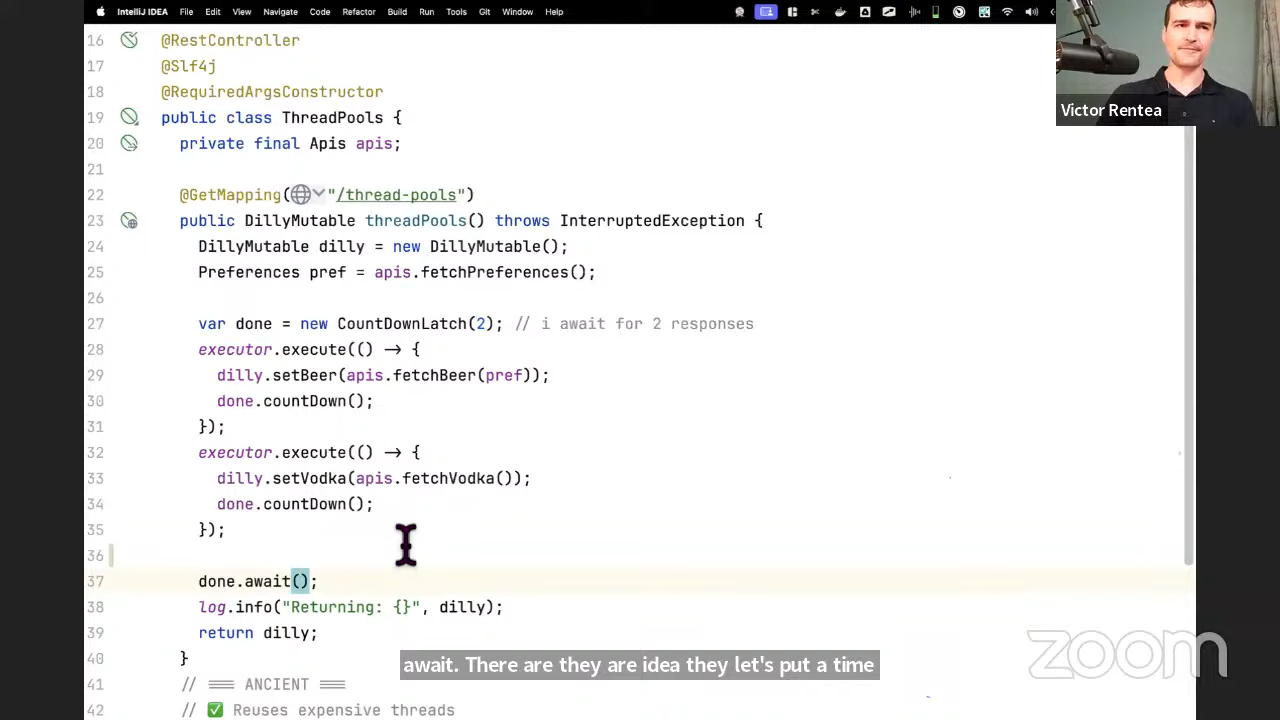 IntelliJ IDEA File Edit View Navigate Code Refactor Build Run Tools Git Window Help
16 @RestController
17 @Slf4j
18 @RequiredArgsConstructor
19 public class ThreadPools {
20 private final Apis apis;
21
22 @GetMapping("/thread-pools")
23 public DillyMutable threadPools() throws InterruptedException {
24 DillyMutable dilly = new DillyMutable();
25 Preferences pref = apis.fetchPreferences();
26
27 var done = new CountDownLatch(2); // i await for 2 responses
28 executor.execute(() -> {
29 dilly.setBeer(apis.fetchBeer(pref));
30 done.countDown();
31 });
32 executor.execute(() -> {
33 dilly.setVodka(apis.fetchVodka());
34 done.countDown();
35 });
36
37 done.await();
38 log.info("Returning: {}", dilly);
39 return dilly;
40 }
41 // ═══ ANCIENT ═══
42 // ✅ Reuses expensive threads
Victor Rentea
await. There are they are idea they let's put a time
zoom